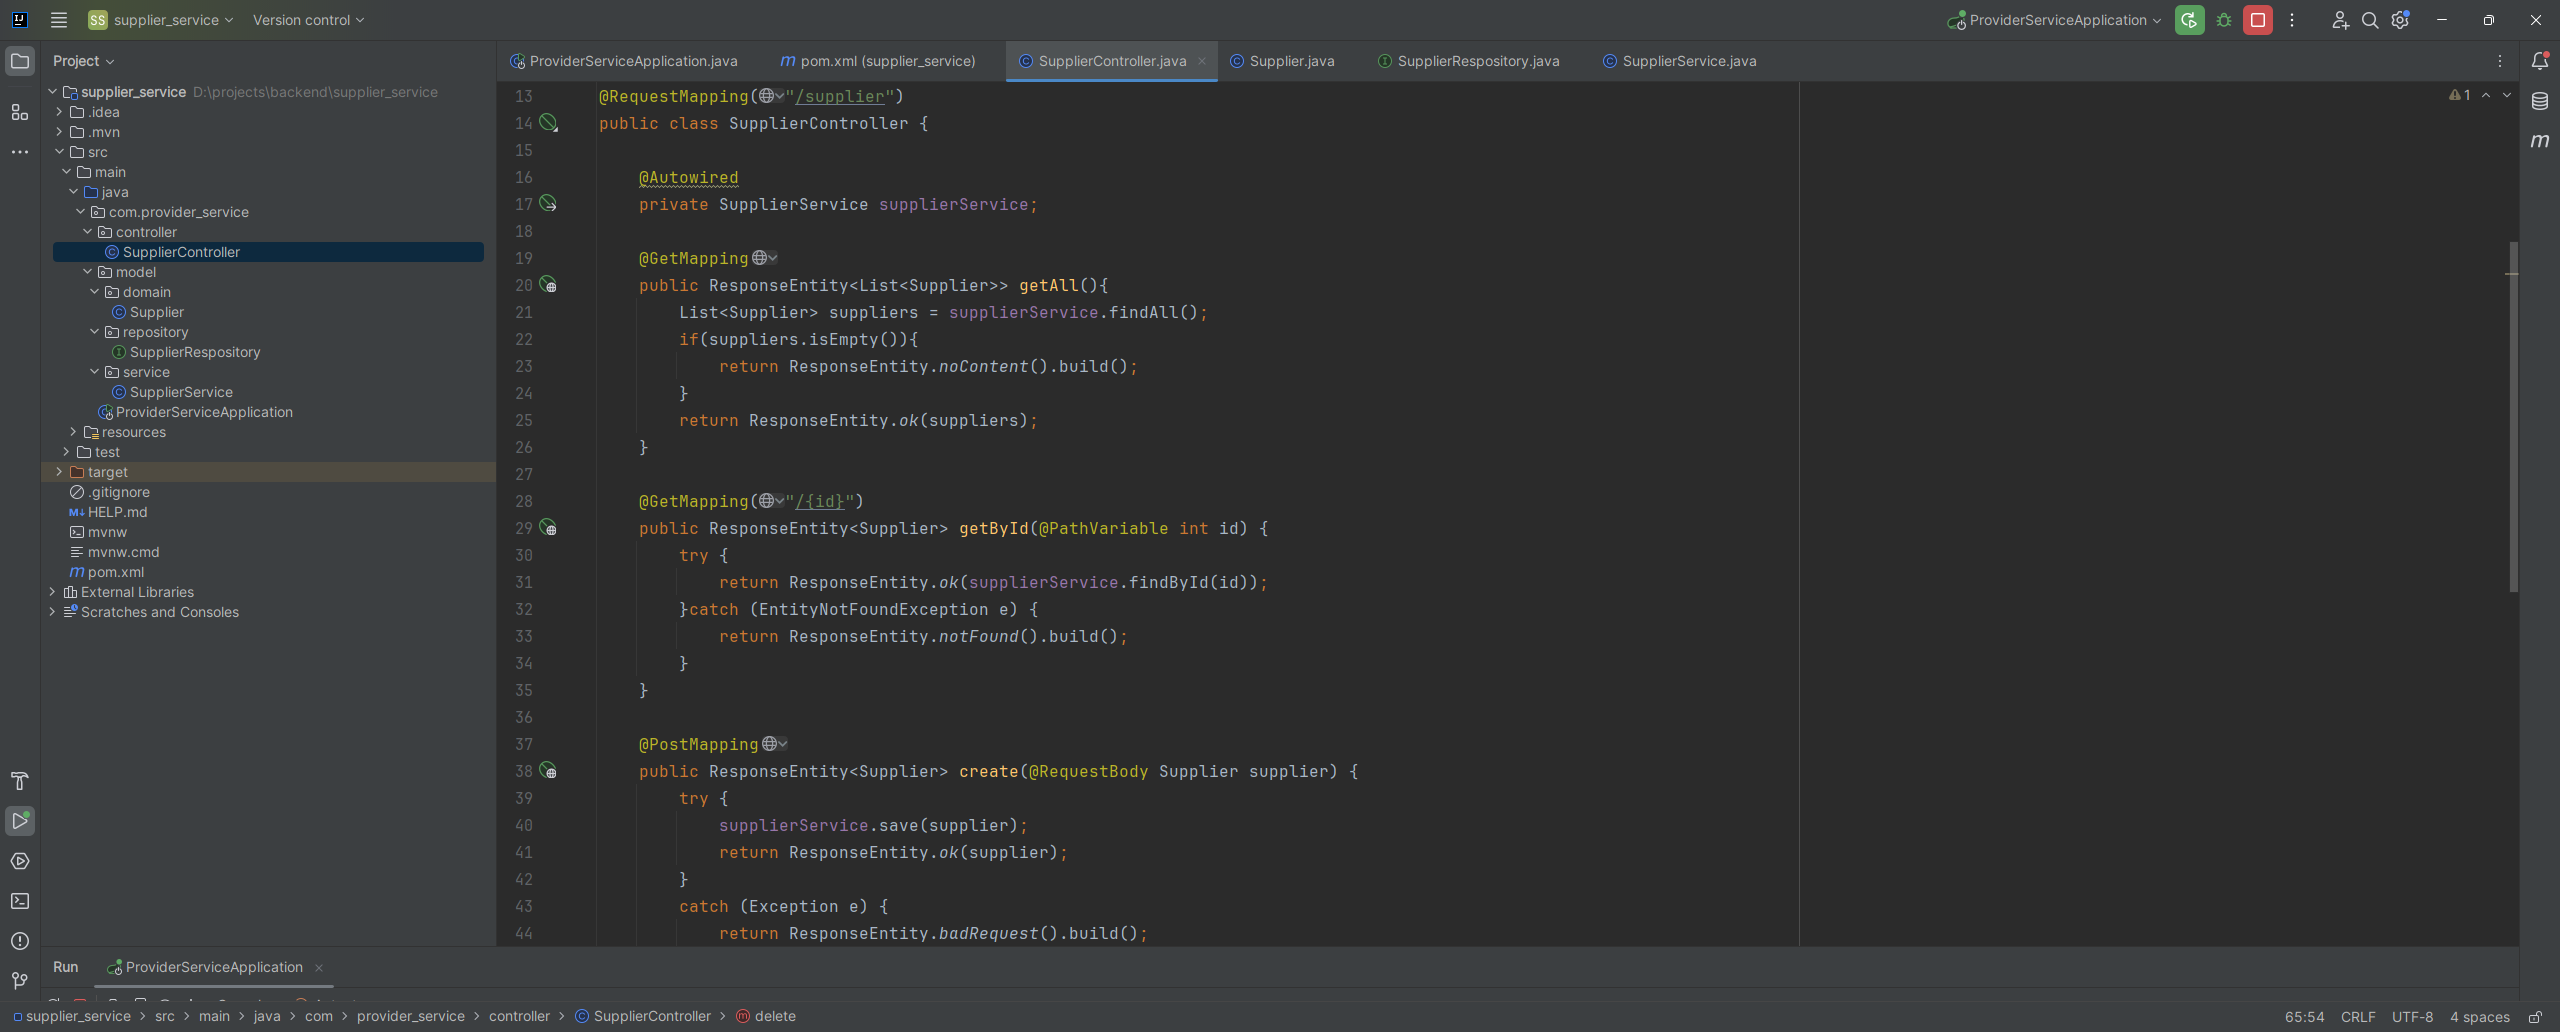 SS supplier_service Version control ProviderServiceApplication
Project
ProviderServiceApplication.java
pom.xml (supplier_service)
SupplierController.java
Supplier.java
SupplierRespository.java
SupplierService.java
supplier_service D:\projects\backend\supplier_service
.idea
.mvn
src
main
java
com.provider_service
controller
SupplierController
model
domain
Supplier
repository
SupplierRespository
service
SupplierService
ProviderServiceApplication
resources
test
target
.gitignore
HELP.md
mvnw
mvnw.cmd
pom.xml
External Libraries
Scratches and Consoles
13 @RequestMapping("/supplier")
14 public class SupplierController {
15
16 @Autowired
17 private SupplierService supplierService;
18
19 @GetMapping
20 public ResponseEntity<List<Supplier>> getAll(){
21 List<Supplier> suppliers = supplierService.findAll();
22 if(suppliers.isEmpty()){
23 return ResponseEntity.noContent().build();
24 }
25 return ResponseEntity.ok(suppliers);
26 }
27
28 @GetMapping("/{id}")
29 public ResponseEntity<Supplier> getById(@PathVariable int id) {
30 try {
31 return ResponseEntity.ok(supplierService.findById(id));
32 }catch (EntityNotFoundException e) {
33 return ResponseEntity.notFound().build();
34 }
35 }
36
37 @PostMapping
38 public ResponseEntity<Supplier> create(@RequestBody Supplier supplier) {
39 try {
40 supplierService.save(supplier);
41 return ResponseEntity.ok(supplier);
42 }
43 catch (Exception e) {
44 return ResponseEntity.badRequest().build();
1
Run ProviderServiceApplication
supplier_service > src > main > java > com > provider_service > controller > SupplierController > delete
65:54 CRLF UTF-8 4 spaces